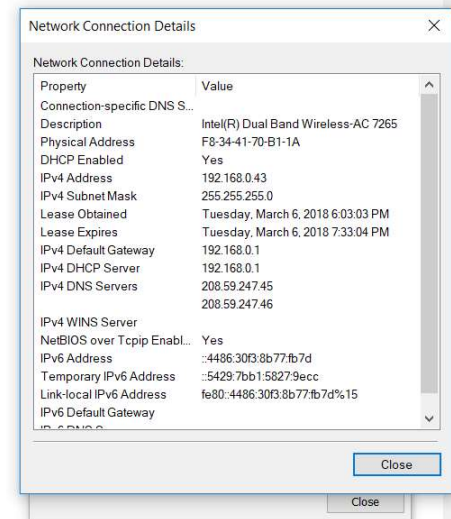 Network Connection Details
Network Connection Details:
Property Value
Connection-specific DNS S...
Description Intel(R) Dual Band Wireless-AC 7265
Physical Address F8-34-41-70-B1-1A
DHCP Enabled Yes
IPv4 Address 192.168.0.43
IPv4 Subnet Mask 255.255.255.0
Lease Obtained Tuesday, March 6, 2018 6:03:03 PM
Lease Expires Tuesday, March 6, 2018 7:33:04 PM
IPv4 Default Gateway 192.168.0.1
IPv4 DHCP Server 192.168.0.1
IPv4 DNS Servers 208.59.247.45
208.59.247.46
IPv4 WINS Server
NetBIOS over Tcpip Enabl... Yes
IPv6 Address ::4486:30f3:8b77:fb7d
Temporary IPv6 Address ::5429:7bb1:5827:9ecc
Link-local IPv6 Address fe80::4486:30f3:8b77:fb7d%15
IPv6 Default Gateway
Close
Close